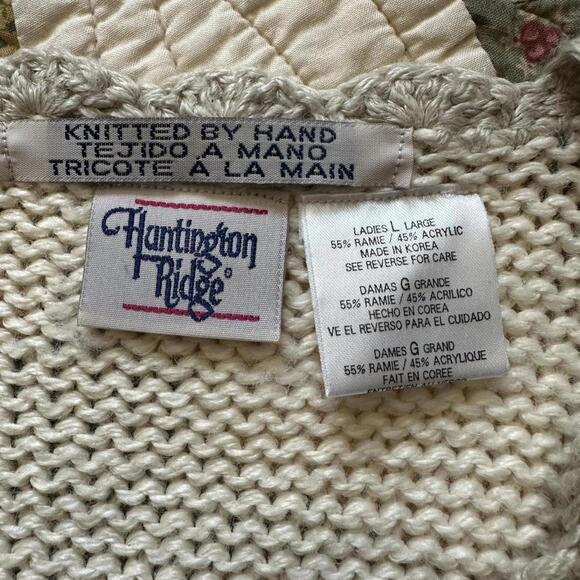 KNITTED BY HAND
TEJIDO A MANO
TRICOTE A LA MAIN
Huntington
Ridge®
LADIES L LARGE
55% RAMIE / 45% ACRYLIC
MADE IN KOREA
SEE REVERSE FOR CARE
DAMAS G GRANDE
55% RAMIE / 45% ACRILICO
HECHO EN COREA
VE EL REVERSO PARA EL CUIDADO
DAMES G GRAND
55% RAMIE / 45% ACRYLIQUE
FAIT EN COREE
ENTRETIEN AU